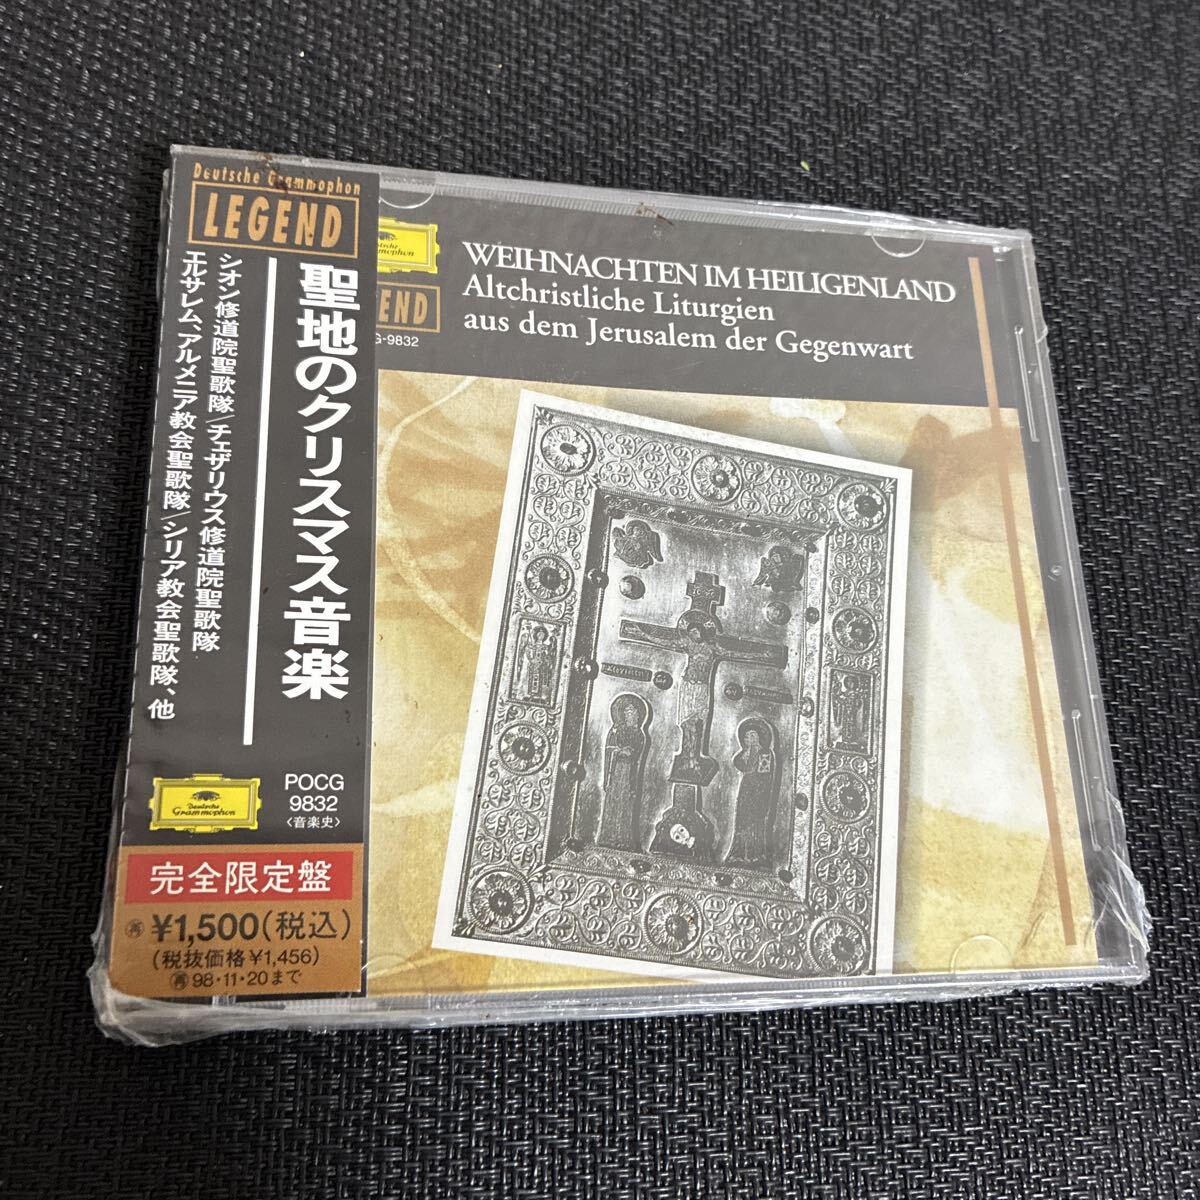 Deutsche Grammophon
LEGEND
聖地のクリスマス音楽
シオン修道院聖歌隊/チェザリウス修道院聖歌隊
エルサレム、アルメニア教会聖歌隊/シリア教会聖歌隊、他
Deutsche
Grammophon
POCG
9832
〈音楽史〉
完全限定盤
再 ¥1,500(税込)
(税抜価格¥1,456)
再98・11・20まで
Deutsche
Grammophon
GEND
G-9832
WEIHNACHTEN IM HEILIGENLAND
Altchristliche Liturgien
aus dem Jerusalem der Gegenwart